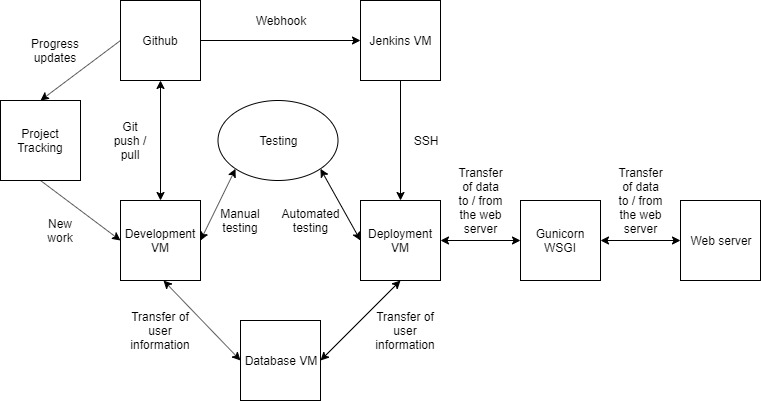 Webhook
Github
Jenkins VM
Progress
updates
Project
Tracking
Git
push /
pull
Testing
SSH
Transfer
of data
to / from
the web
server
Transfer
of data
to / from
the web
server
New
work
Development
VM
Manual
testing
Automated
testing
Deployment
VM
Gunicorn
WSGI
Web server
Transfer of
user
information
Transfer of
user
information
Database VM